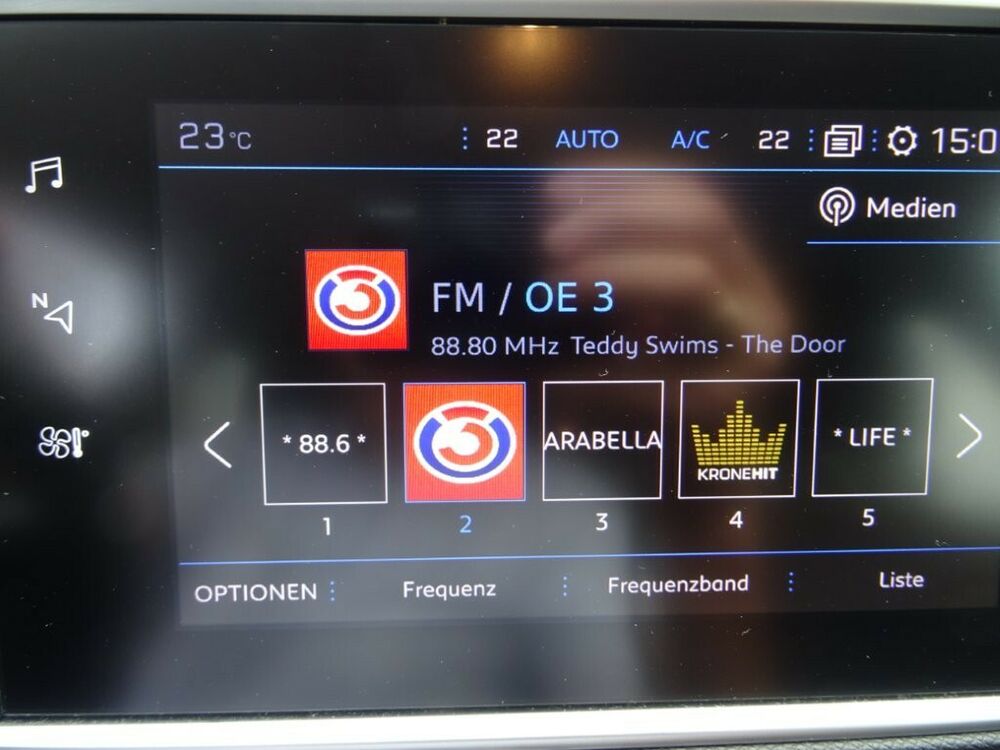 23°C 22 AUTO A/C 22 15:0
Medien
N
FM / OE 3
88.80 MHz Teddy Swims - The Door
* 88.6 * 3 ARABELLA KRONEHIT * LIFE *
1 2 3 4 5
OPTIONEN Frequenz Frequenzband Liste